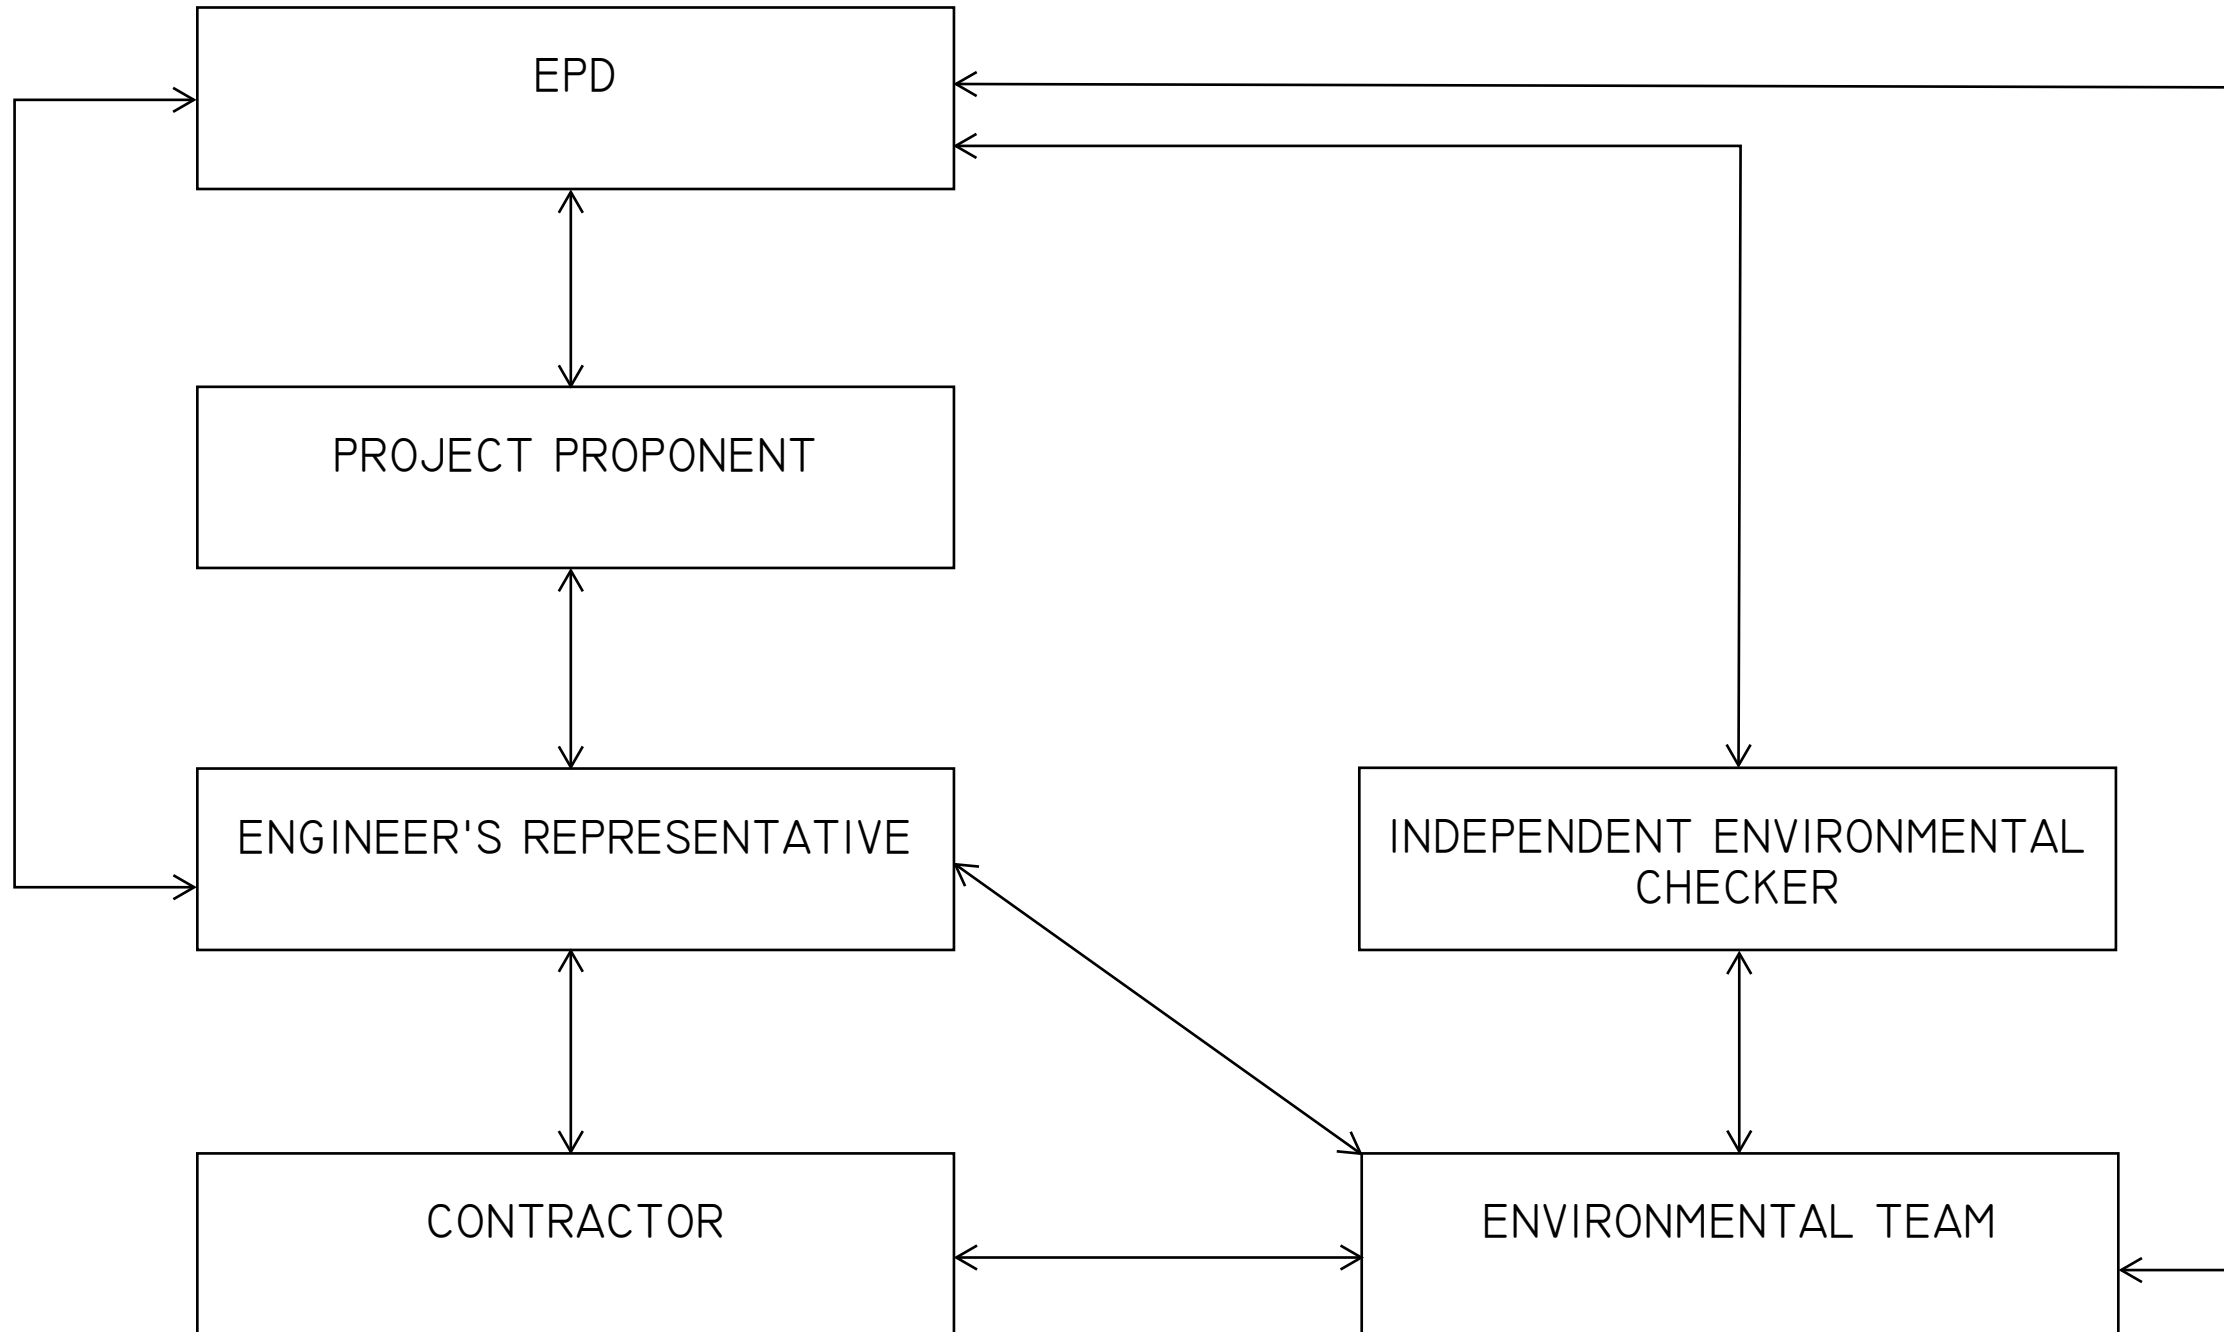 EPD
PROJECT PROPONENT
ENGINEER'S REPRESENTATIVE
INDEPENDENT ENVIRONMENTAL
CHECKER
CONTRACTOR
ENVIRONMENTAL TEAM